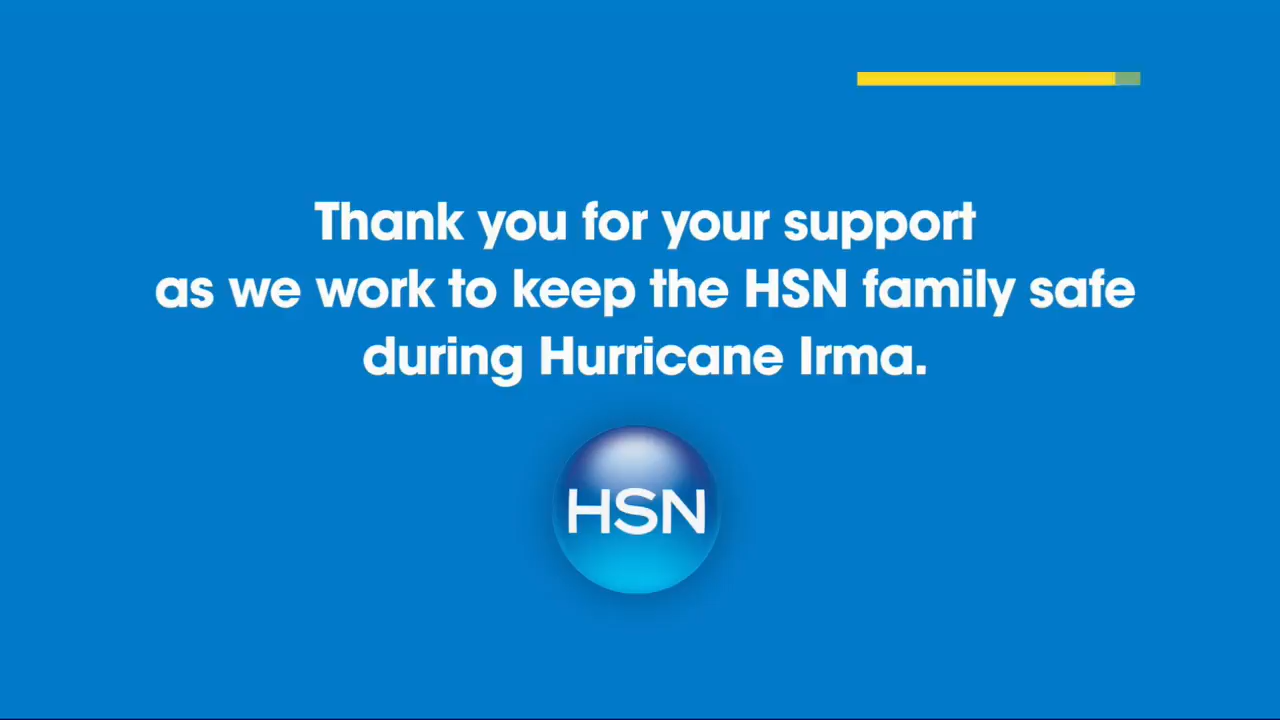 Thank you for your support
as we work to keep the HSN family safe
during Hurricane Irma.
HSN